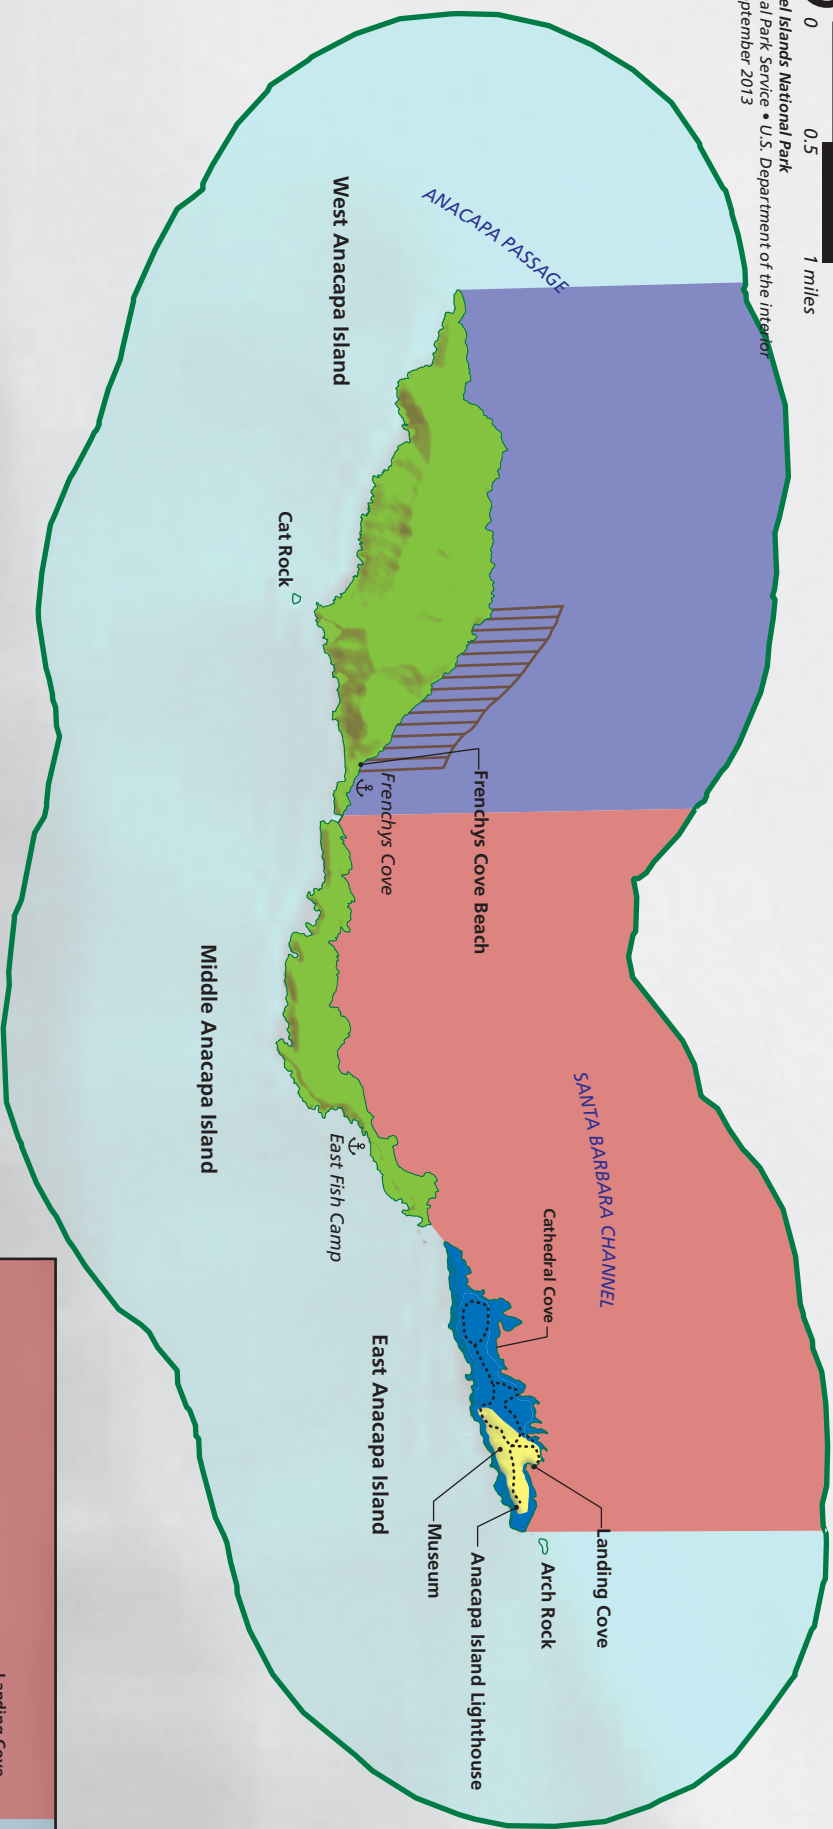 0 0.5 1 miles
el Islands National Park
al Park Service • U.S. Department of the interior
ptember 2013
ANACAPA PASSAGE
West Anacapa Island
Cat Rock
Frenchys Cove
Frenchys Cove Beach
Middle Anacapa Island
East Fish Camp
SANTA BARBARA CHANNEL
Cathedral Cove
East Anacapa Island
Landing Cove
Arch Rock
Anacapa Island Lighthouse
Museum
Landing Cove